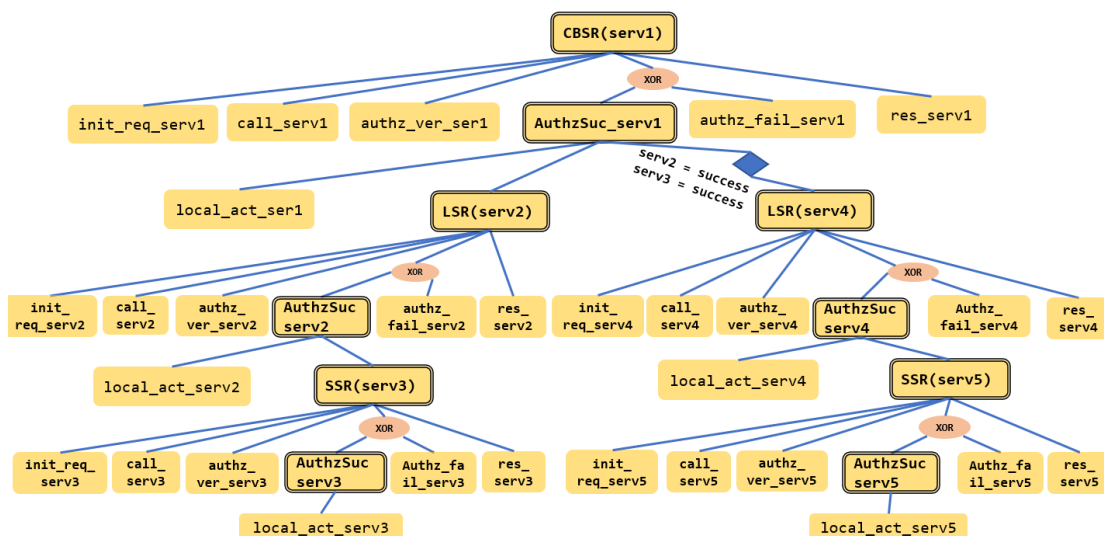 CBSR(serv1)
XOR
init_req_serv1
call_serv1
authz_ver_ser1
AuthzSuc_serv1
authz_fail_serv1
res_serv1
serv2 = success
serv3 = success
local_act_ser1
LSR(serv2)
LSR(serv4)
XOR
XOR
init_
req_serv2
call_
serv2
authz_
ver_serv2
AuthzSuc
serv2
authz_
fail_serv2
res_
serv2
init_
req_serv4
call_
serv4
authz_
ver_serv4
AuthzSuc
serv4
Authz_
fail_serv4
res_
serv4
local_act_serv2
SSR(serv3)
local_act_serv4
SSR(serv5)
XOR
XOR
init_req_
serv3
call_
serv3
authz_
ver_serv3
AuthzSuc
serv3
Authz_fa
il_serv3
res_
serv3
init_
req_serv5
call_
serv5
authz_
ver_serv5
AuthzSuc
serv5
Authz_fa
il_serv5
res_
serv5
local_act_serv3
local_act_serv5